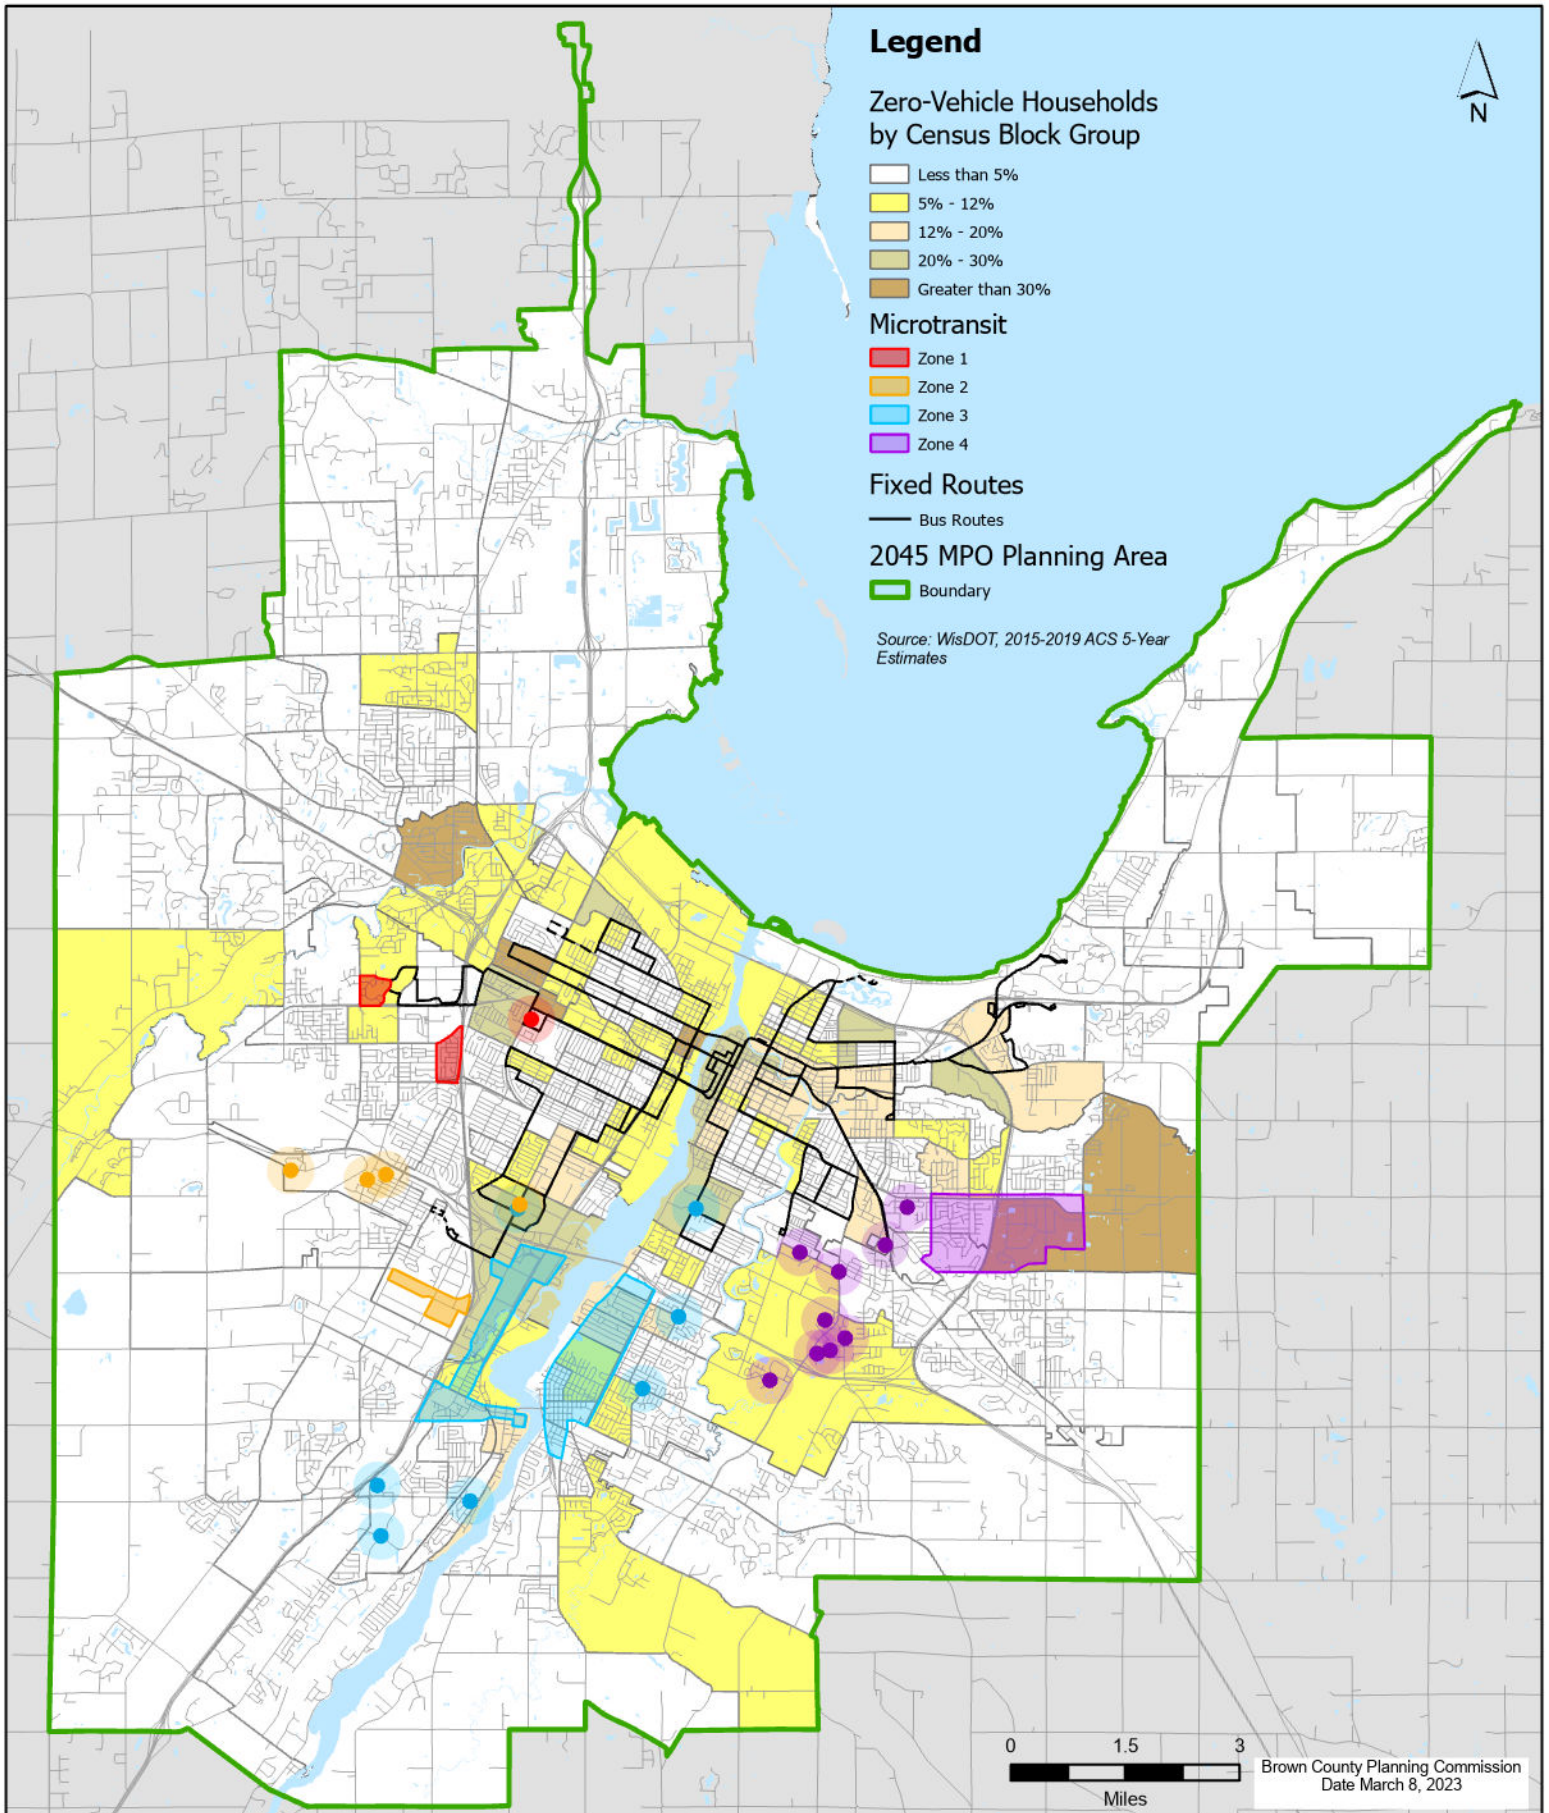 Legend
N
Zero-Vehicle Households
by Census Block Group
Less than 5%
5% - 12%
12% - 20%
20% - 30%
Greater than 30%
Microtransit
Zone 1
Zone 2
Zone 3
Zone 4
Fixed Routes
Bus Routes
2045 MPO Planning Area
Boundary
Source: WisDOT, 2015-2019 ACS 5-Year
Estimates
0 1.5 3
Miles
Brown County Planning Commission
Date March 8, 2023